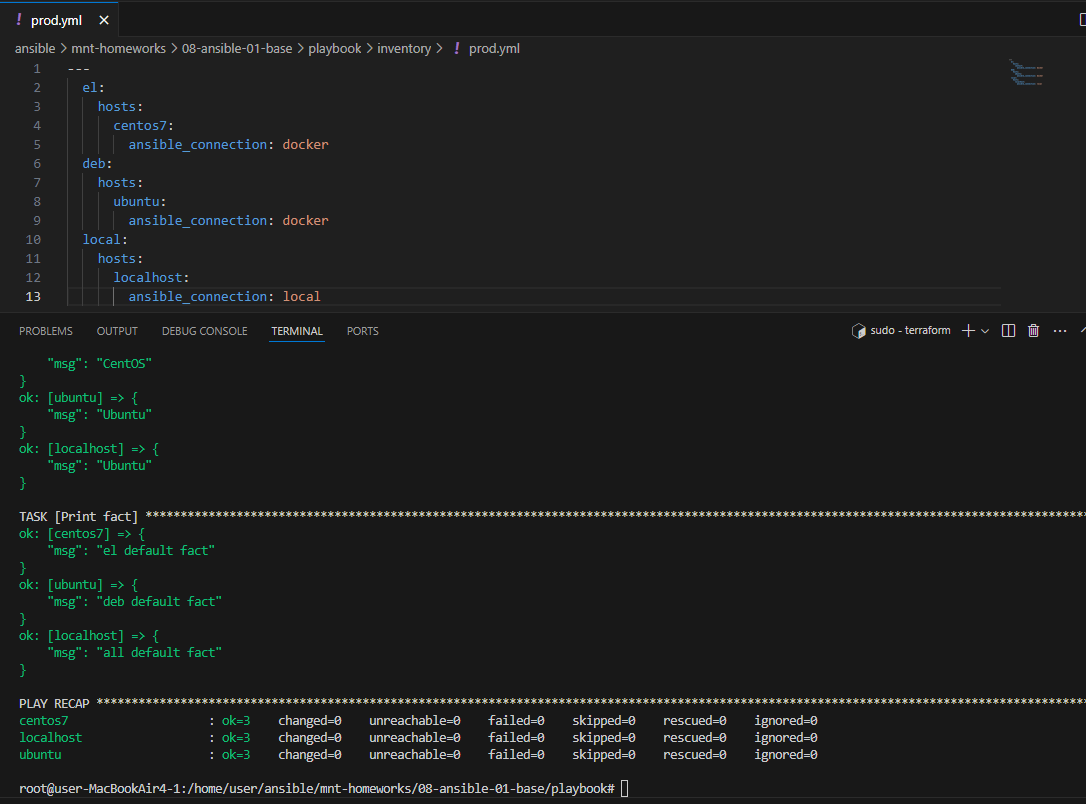 ! prod.yml ×
ansible > mnt-homeworks > 08-ansible-01-base > playbook > inventory > ! prod.yml
1 ---
2 el:
3 hosts:
4 centos7:
5 ansible_connection: docker
6 deb:
7 hosts:
8 ubuntu:
9 ansible_connection: docker
10 local:
11 hosts:
12 localhost:
13 ansible_connection: local
PROBLEMS OUTPUT DEBUG CONSOLE TERMINAL PORTS sudo - terraform
"msg": "CentOS"
}
ok: [ubuntu] => {
"msg": "Ubuntu"
}
ok: [localhost] => {
"msg": "Ubuntu"
}
TASK [Print fact] ****************************************************************************************************************************************
ok: [centos7] => {
"msg": "el default fact"
}
ok: [ubuntu] => {
"msg": "deb default fact"
}
ok: [localhost] => {
"msg": "all default fact"
}
PLAY RECAP ***********************************************************************************************************************************************
centos7 : ok=3 changed=0 unreachable=0 failed=0 skipped=0 rescued=0 ignored=0
localhost : ok=3 changed=0 unreachable=0 failed=0 skipped=0 rescued=0 ignored=0
ubuntu : ok=3 changed=0 unreachable=0 failed=0 skipped=0 rescued=0 ignored=0
root@user-MacBookAir4-1:/home/user/ansible/mnt-homeworks/08-ansible-01-base/playbook#